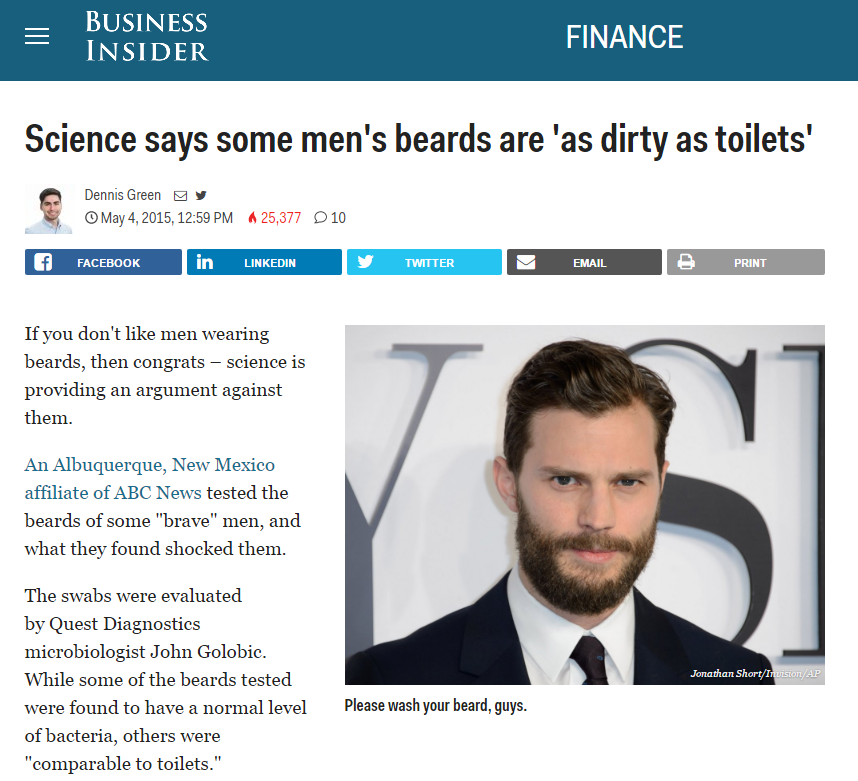 BUSINESS
INSIDER
FINANCE
Science says some men's beards are 'as dirty as toilets'
Dennis Green
May 4, 2015, 12:59 PM 25,377 10
FACEBOOK LINKEDIN TWITTER EMAIL PRINT
If you don't like men wearing
beards, then congrats – science is
providing an argument against
them.
An Albuquerque, New Mexico
affiliate of ABC News tested the
beards of some "brave" men, and
what they found shocked them.
The swabs were evaluated
by Quest Diagnostics
microbiologist John Golobic.
While some of the beards tested
were found to have a normal level
of bacteria, others were
"comparable to toilets."
Jonathan Short/Invision/AP
Please wash your beard, guys.